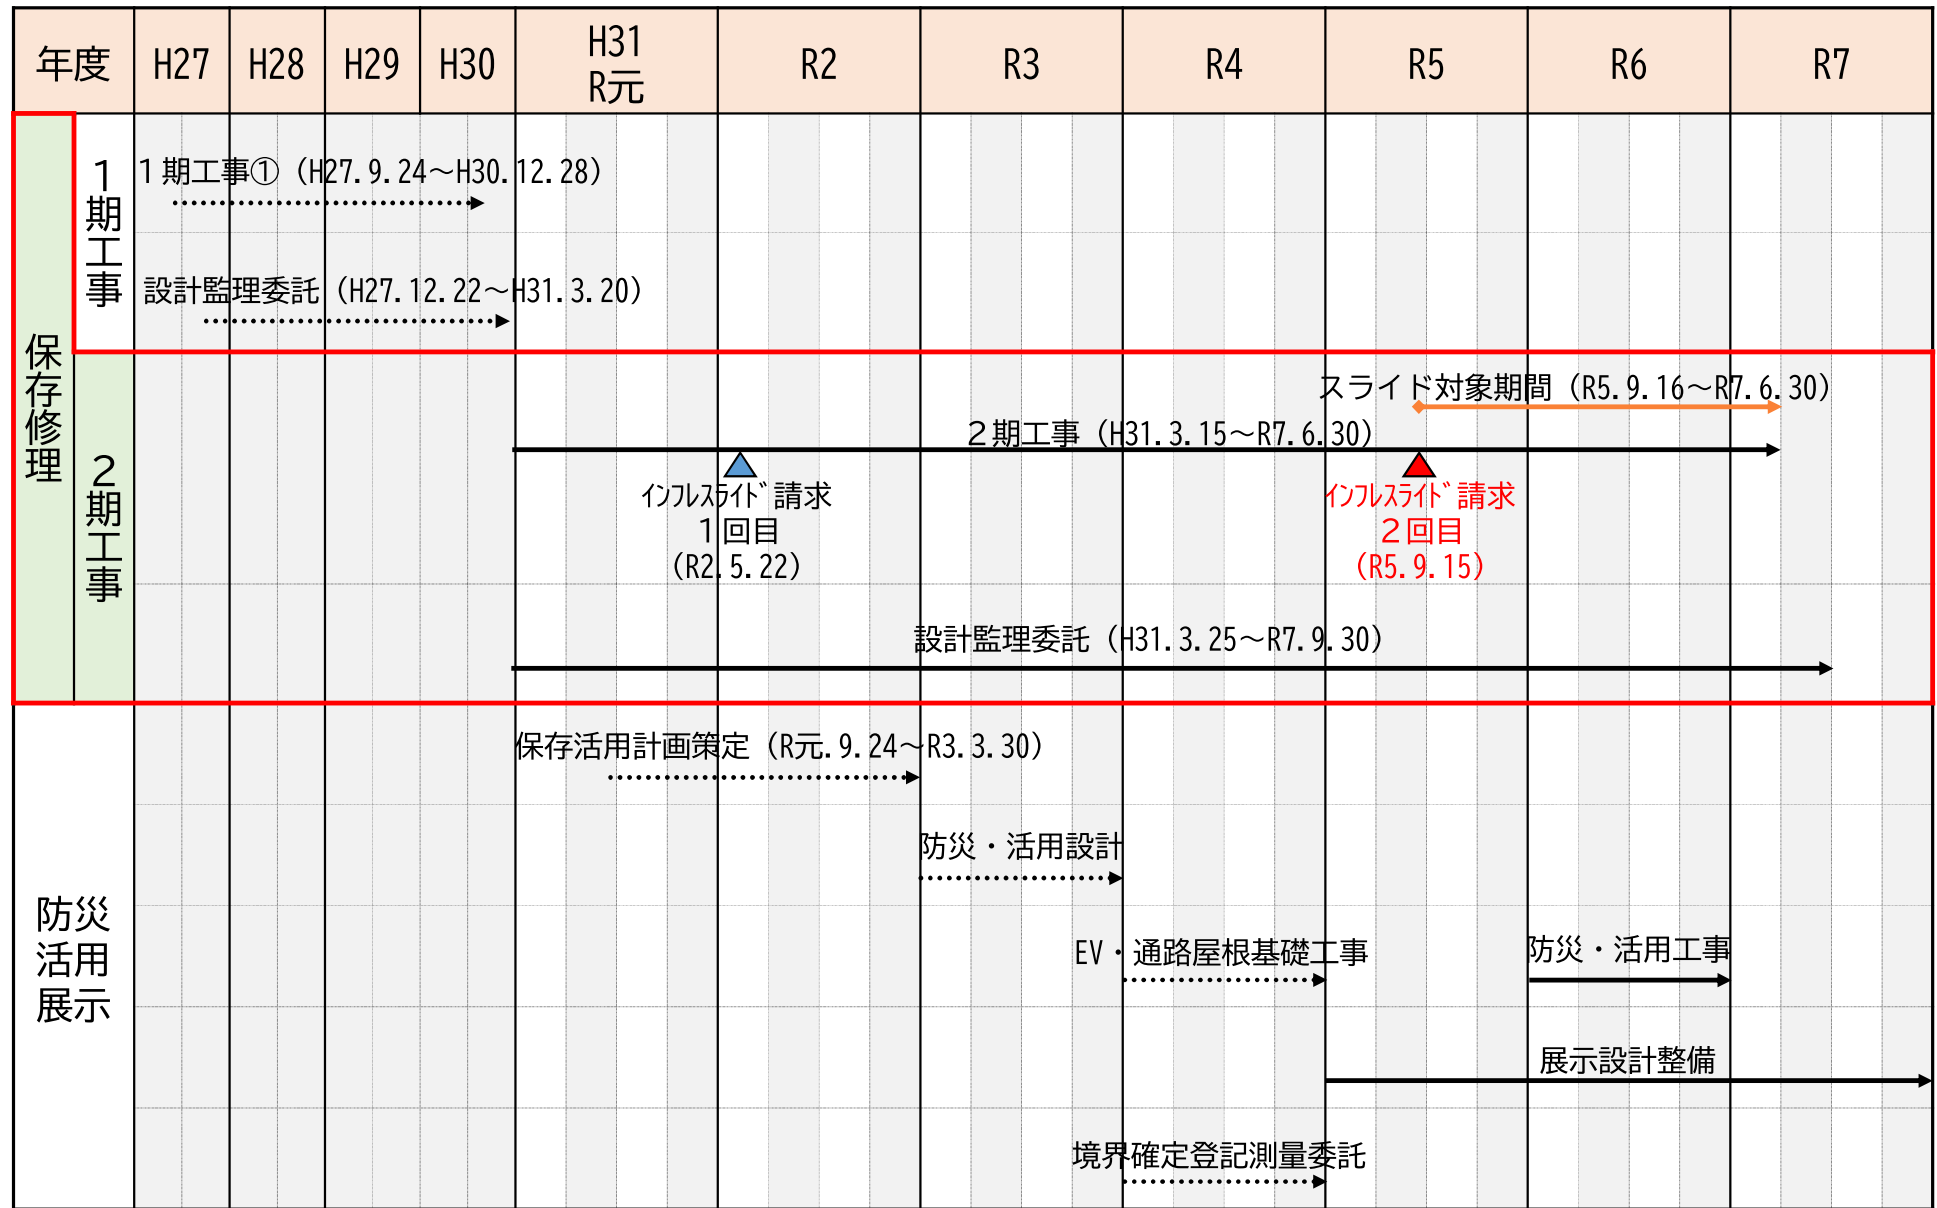 年度 H27 H28 H29 H30 H31 R元 R2 R3 R4 R5 R6 R7
保存修理
1期工事
1期工事①（H27.9.24～H30.12.28）
設計監理委託（H27.12.22～H31.3.20）
2期工事
スライド対象期間（R5.9.16～R7.6.30）
2期工事（H31.3.15～R7.6.30）
ｲﾝﾌﾚｽﾗｲﾄﾞ請求
1回目
(R2.5.22)
ｲﾝﾌﾚｽﾗｲﾄﾞ請求
2回目
(R5.9.15)
設計監理委託（H31.3.25～R7.9.30）
防災
活用
展示
保存活用計画策定（R元.9.24～R3.3.30）
防災・活用設計
EV・通路屋根基礎工事
防災・活用工事
展示設計整備
境界確定登記測量委託